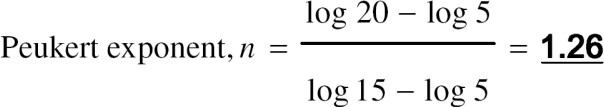 Peukert exponent, n = (log 20 – log 5) / (log 15 – log 5) = 1.26